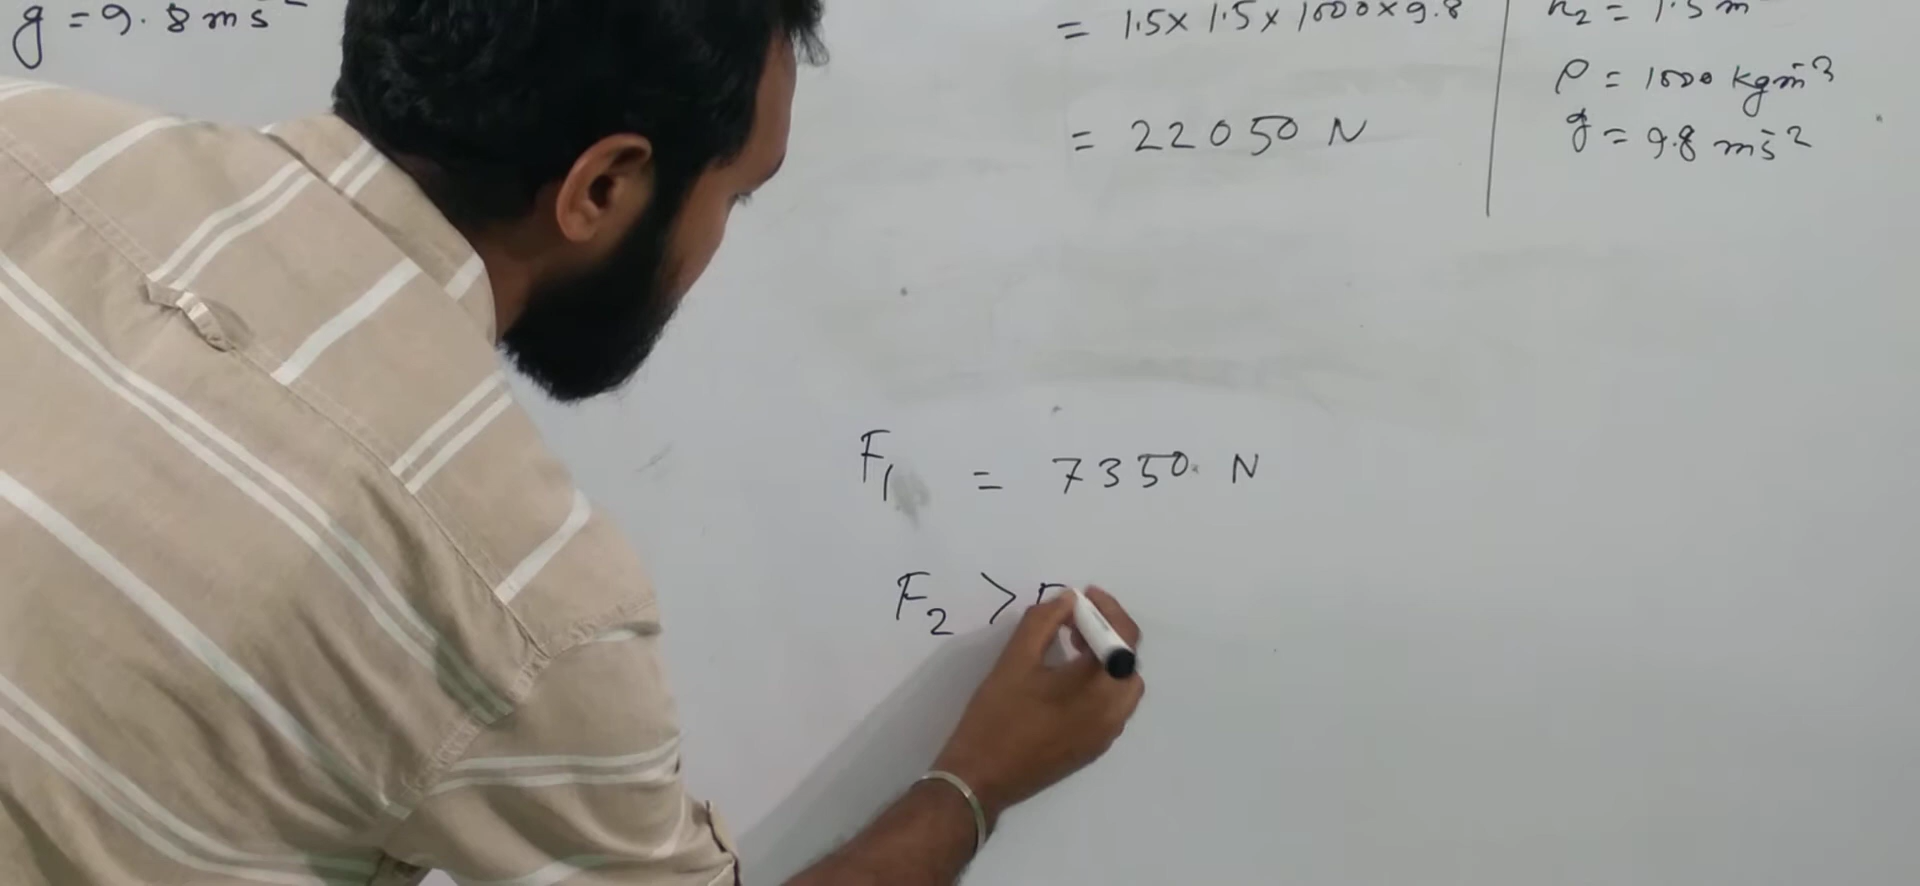 g = 9.8 ms⁻
= 1.5 x 1.5 x 1000 x 9.8
= 22050 N
h₂ = 1.5 m
ρ = 1000 kgm⁻³
g = 9.8 ms⁻²
F₁ = 7350 N
F₂ > F